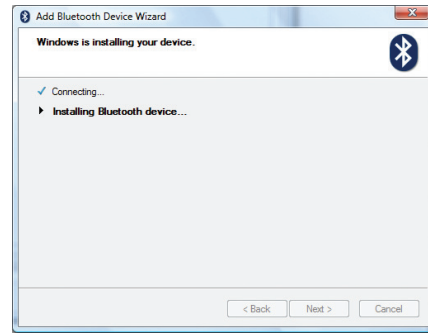 Add Bluetooth Device Wizard
Windows is installing your device.
Connecting...
Installing Bluetooth device...
< Back Next > Cancel